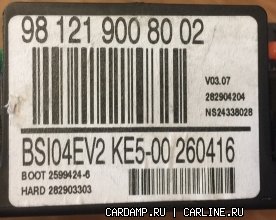 98 121 900 80 02
V03.07
282904204
NS24338028
BSI04EV2 KE5-00 260416
BOOT 2599424-6
HARD 282903303
CARDAMP.RU | CARLINE.RU